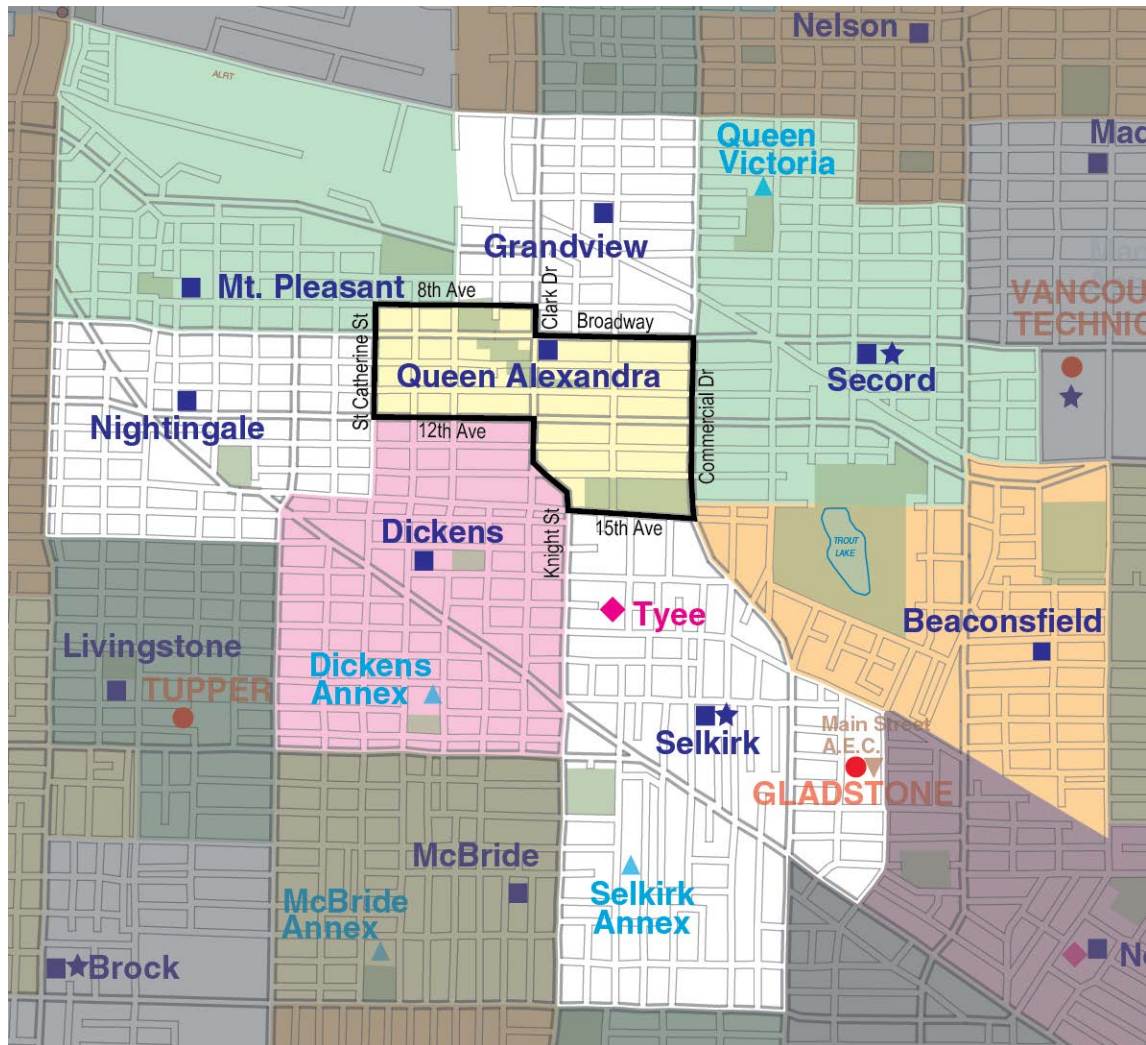 Nelson
ALRT
Queen
Victoria
Grandview
Mt. Pleasant
8th Ave
Clark Dr
Broadway
St Catherine St
Queen Alexandra
Commercial Dr
Secord
VANCOU
TECHNIC
Nightingale
12th Ave
Knight St
15th Ave
Dickens
TROUT
LAKE
Tyee
Beaconsfield
Livingstone
TUPPER
Dickens
Annex
Selkirk
Main Street
A.E.C.
GLADSTONE
McBride
McBride
Annex
Selkirk
Annex
Brock